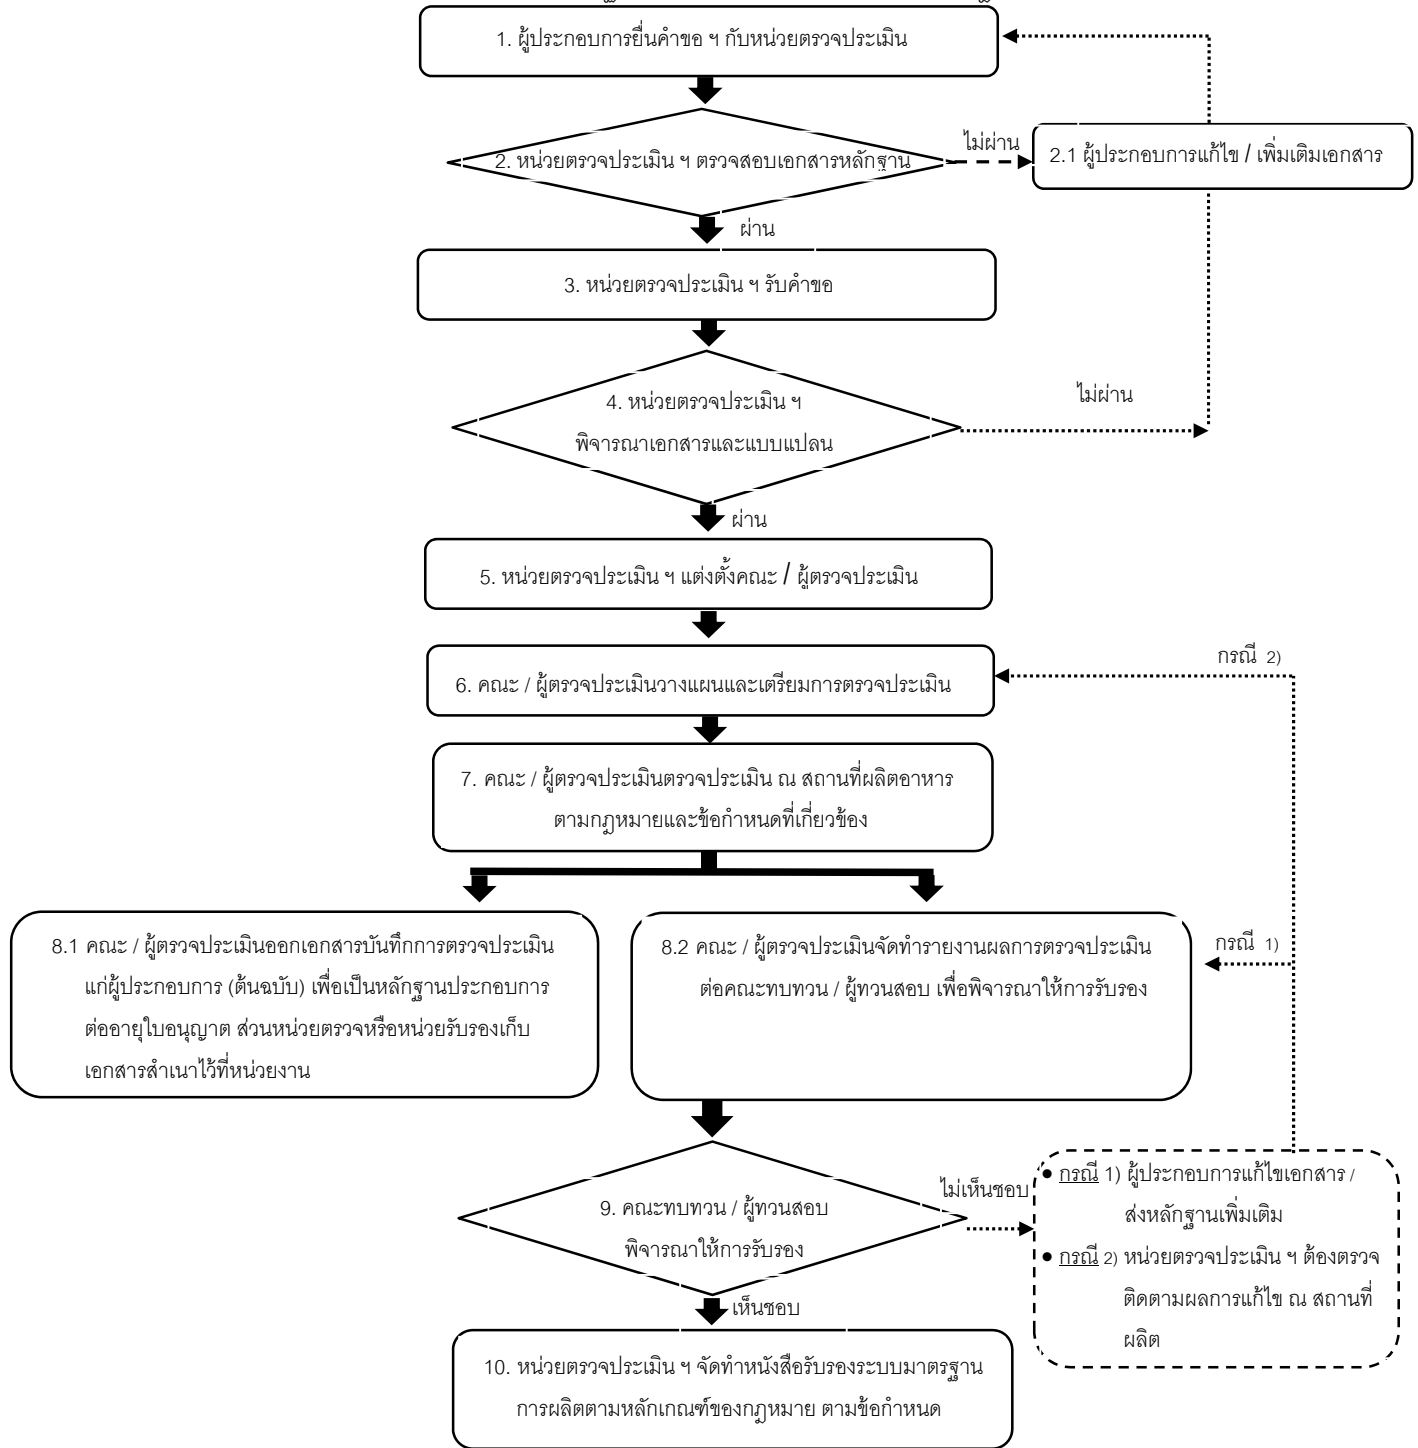 1. ผู้ประกอบการยื่นคำขอ ฯ กับหน่วยตรวจประเมิน
2. หน่วยตรวจประเมิน ฯ ตรวจสอบเอกสารหลักฐาน
ไม่ผ่าน
2.1 ผู้ประกอบการแก้ไข / เพิ่มเติมเอกสาร
ผ่าน
3. หน่วยตรวจประเมิน ฯ รับคำขอ
4. หน่วยตรวจประเมิน ฯ
พิจารณาเอกสารและแบบแปลน
ไม่ผ่าน
ผ่าน
5. หน่วยตรวจประเมิน ฯ แต่งตั้งคณะ / ผู้ตรวจประเมิน
กรณี 2)
6. คณะ / ผู้ตรวจประเมินวางแผนและเตรียมการตรวจประเมิน
7. คณะ / ผู้ตรวจประเมินตรวจประเมิน ณ สถานที่ผลิตอาหาร
ตามกฎหมายและข้อกำหนดที่เกี่ยวข้อง
8.1 คณะ / ผู้ตรวจประเมินออกเอกสารบันทึกการตรวจประเมิน
แก่ผู้ประกอบการ (ต้นฉบับ) เพื่อเป็นหลักฐานประกอบการ
ต่ออายุใบอนุญาต ส่วนหน่วยตรวจหรือหน่วยรับรองเก็บ
เอกสารสำเนาไว้ที่หน่วยงาน
8.2 คณะ / ผู้ตรวจประเมินจัดทำรายงานผลการตรวจประเมิน
ต่อคณะทบทวน / ผู้ทวนสอบ เพื่อพิจารณาให้การรับรอง
กรณี 1)
9. คณะทบทวน / ผู้ทวนสอบ
พิจารณาให้การรับรอง
ไม่เห็นชอบ
• กรณี 1) ผู้ประกอบการแก้ไขเอกสาร /
ส่งหลักฐานเพิ่มเติม
• กรณี 2) หน่วยตรวจประเมิน ฯ ต้องตรวจ
ติดตามผลการแก้ไข ณ สถานที่
ผลิต
เห็นชอบ
10. หน่วยตรวจประเมิน ฯ จัดทำหนังสือรับรองระบบมาตรฐาน
การผลิตตามหลักเกณฑ์ของกฎหมาย ตามข้อกำหนด